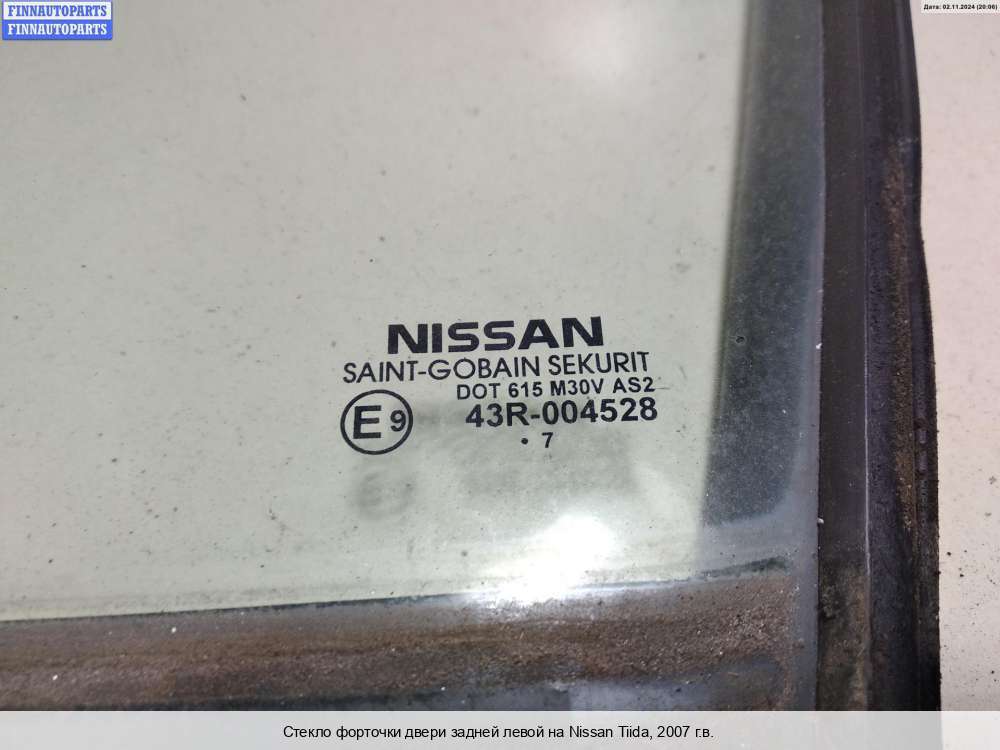 FINNAUTOPARTS
FINNAUTOPARTS
Дата: 02.11.2024 (20:06)
NISSAN
SAINT-GOBAIN SEKURIT
DOT 615 M30V AS2
E9 43R-004528
· 7
Стекло форточки двери задней левой на Nissan Tiida, 2007 г.в.